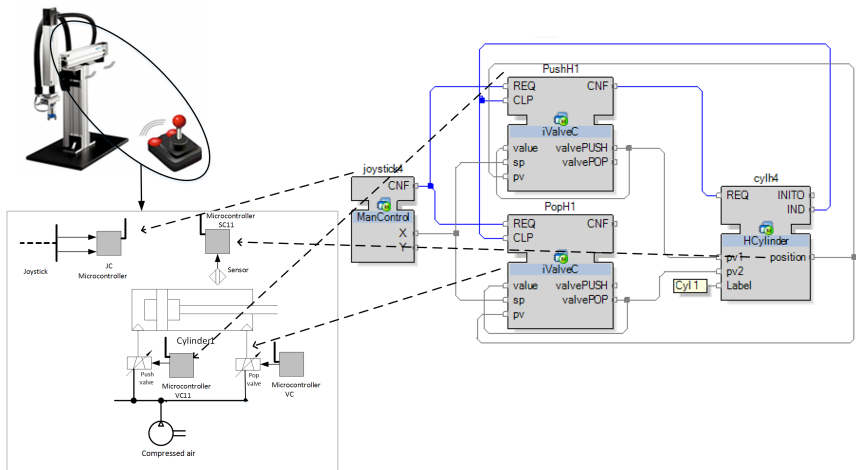 PushH1
REQ
CNF
CLP
iValveC
value
valvePUSH
sp
valvePOP
pv
joystick4
CNF
ManControl
X
Y
PopH1
REQ
CNF
CLP
iValveC
value
valvePUSH
sp
valvePOP
pv
cylh4
REQ
INITO
IND
HCylinder
pv1
position
pv2
Label
Cyl 1
Microcontroller
SC11
Joystick
JC
Microcontroller
Sensor
Cylinder1
Push
valve
Microcontroller
VC11
Pop
valve
Microcontroller
VC
Compressed air